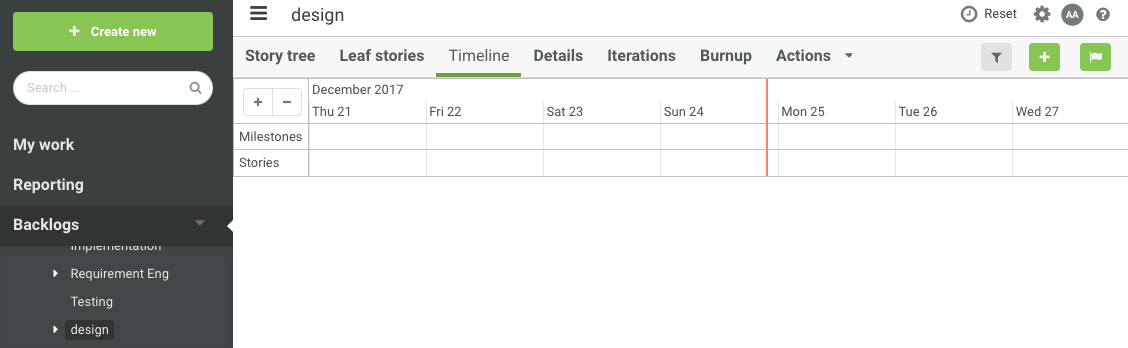 + Create new
Search ...
My work
Reporting
Backlogs
Implementation
Requirement Eng
Testing
design
design
Reset
AA
?
Story tree Leaf stories Timeline Details Iterations Burnup Actions
+
+ −
December 2017
Thu 21 Fri 22 Sat 23 Sun 24 Mon 25 Tue 26 Wed 27
Milestones
Stories